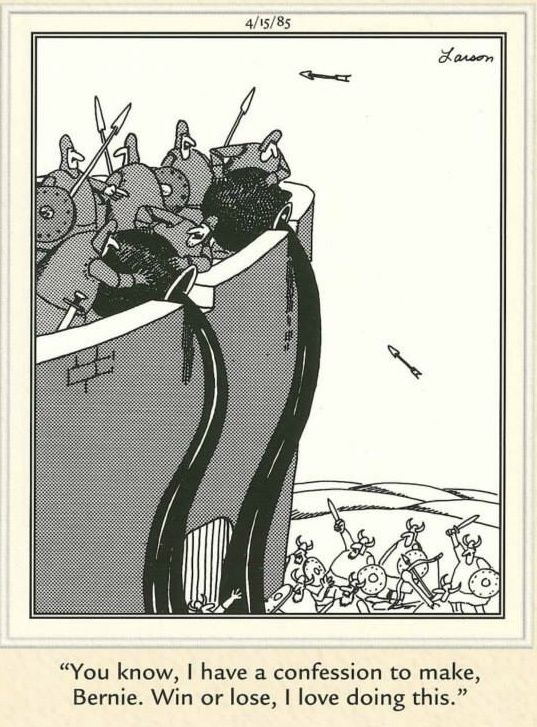 4/15/85
Larson
“You know, I have a confession to make,
Bernie. Win or lose, I love doing this.”